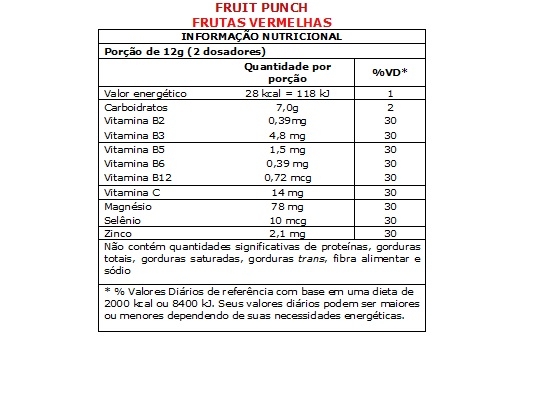 FRUIT PUNCH
FRUTAS VERMELHAS
INFORMAÇÃO NUTRICIONAL
Porção de 12g (2 dosadores)
Quantidade por porção %VD*
Valor energético 28 kcal = 118 kJ 1
Carboidratos 7,0g 2
Vitamina B2 0,39mg 30
Vitamina B3 4,8 mg 30
Vitamina B5 1,5 mg 30
Vitamina B6 0,39 mg 30
Vitamina B12 0,72 mcg 30
Vitamina C 14 mg 30
Magnésio 78 mg 30
Selênio 10 mcg 30
Zinco 2,1 mg 30
Não contém quantidades significativas de proteínas, gorduras
totais, gorduras saturadas, gorduras trans, fibra alimentar e
sódio
* % Valores Diários de referência com base em uma dieta de
2000 kcal ou 8400 kJ. Seus valores diários podem ser maiores
ou menores dependendo de suas necessidades energéticas.